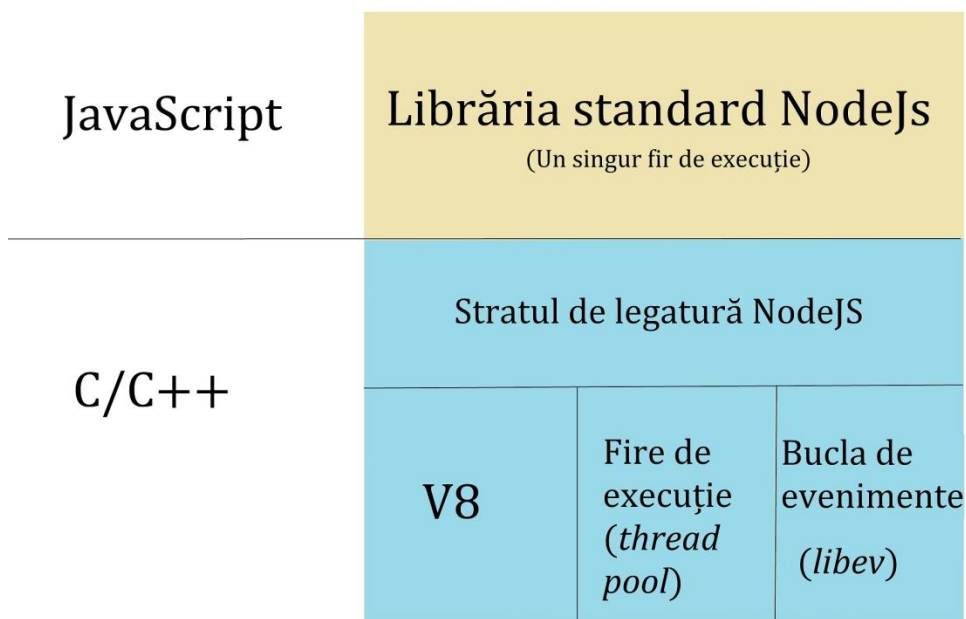 JavaScript
Librăria standard NodeJs
(Un singur fir de execuție)
C/C++
Stratul de legatură NodeJS
V8
Fire de
execuție
(thread
pool)
Bucla de
evenimente
(libev)